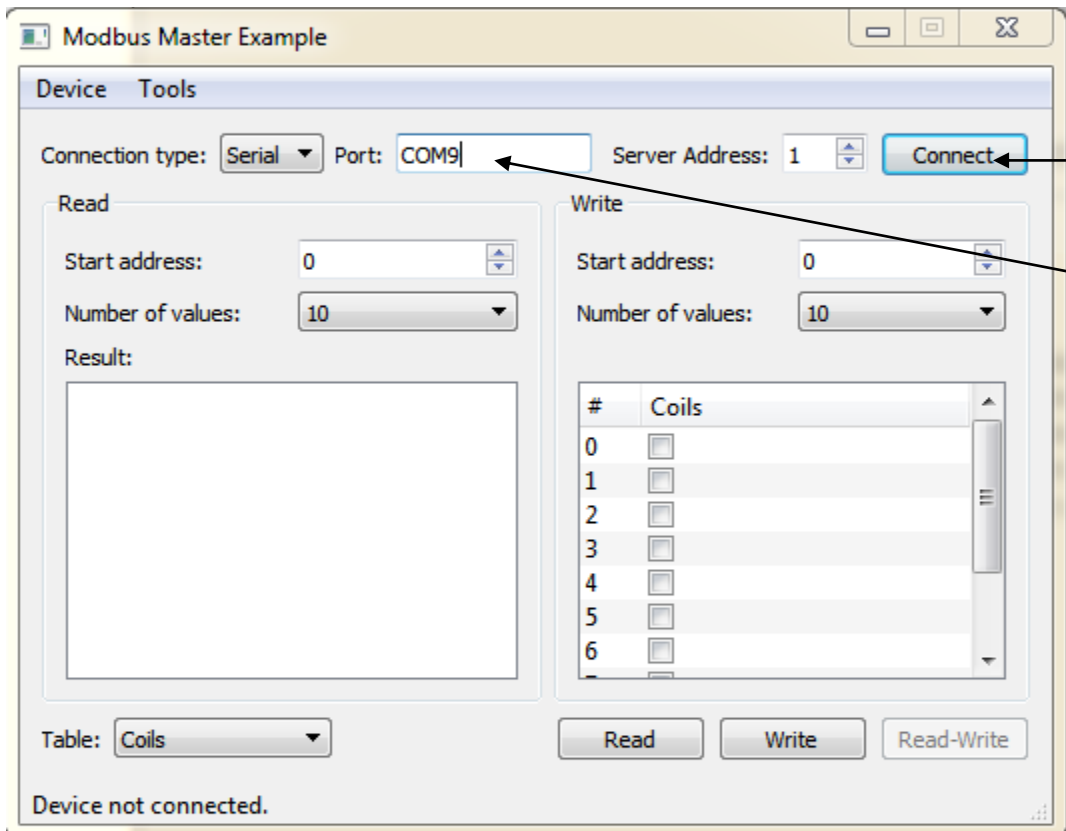 Modbus Master Example
Device Tools
Connection type: Serial Port: COM9 Server Address: 1 Connect
Read
Start address: 0
Number of values: 10
Result:
Write
Start address: 0
Number of values: 10
# Coils
0
1
2
3
4
5
6
Table: Coils
Read Write Read-Write
Device not connected.